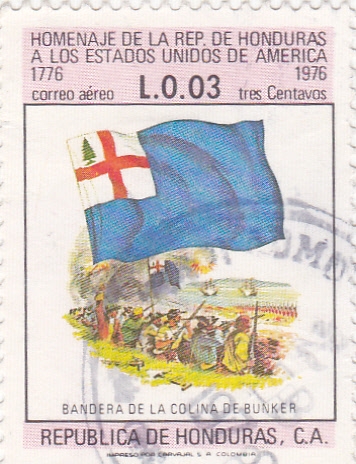 HOMENAJE DE LA REP. DE HONDURAS
A LOS ESTADOS UNIDOS DE AMERICA
1776 1976
correo aéreo L.0.03 tres Centavos
BANDERA DE LA COLINA DE BUNKER
REPUBLICA DE HONDURAS, C.A.
IMPRESO POR CARVAJAL S. A. COLOMBIA